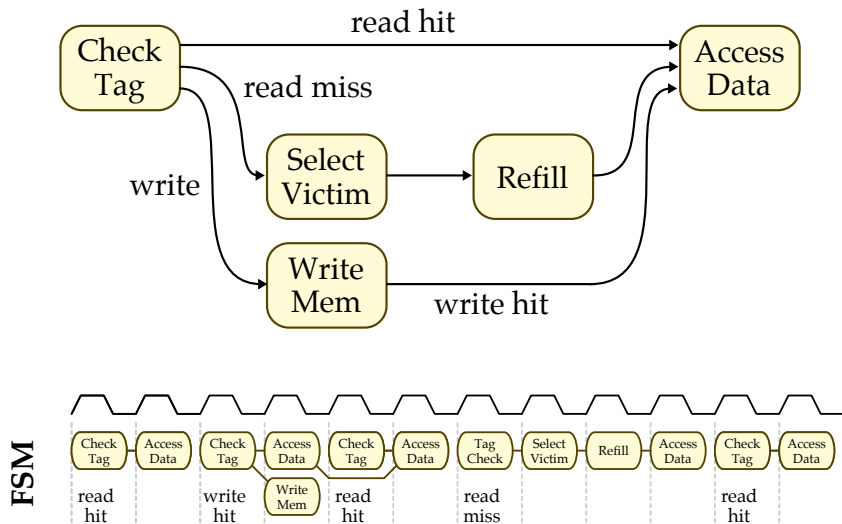 read hit
Check
Tag
Access
Data
read miss
Select
Victim
Refill
write
Write
Mem
write hit
FSM
Check
Tag
Access
Data
Check
Tag
Access
Data
Check
Tag
Access
Data
Tag
Check
Select
Victim
Refill
Access
Data
Check
Tag
Access
Data
Write
Mem
read
hit
write
hit
read
hit
read
miss
read
hit